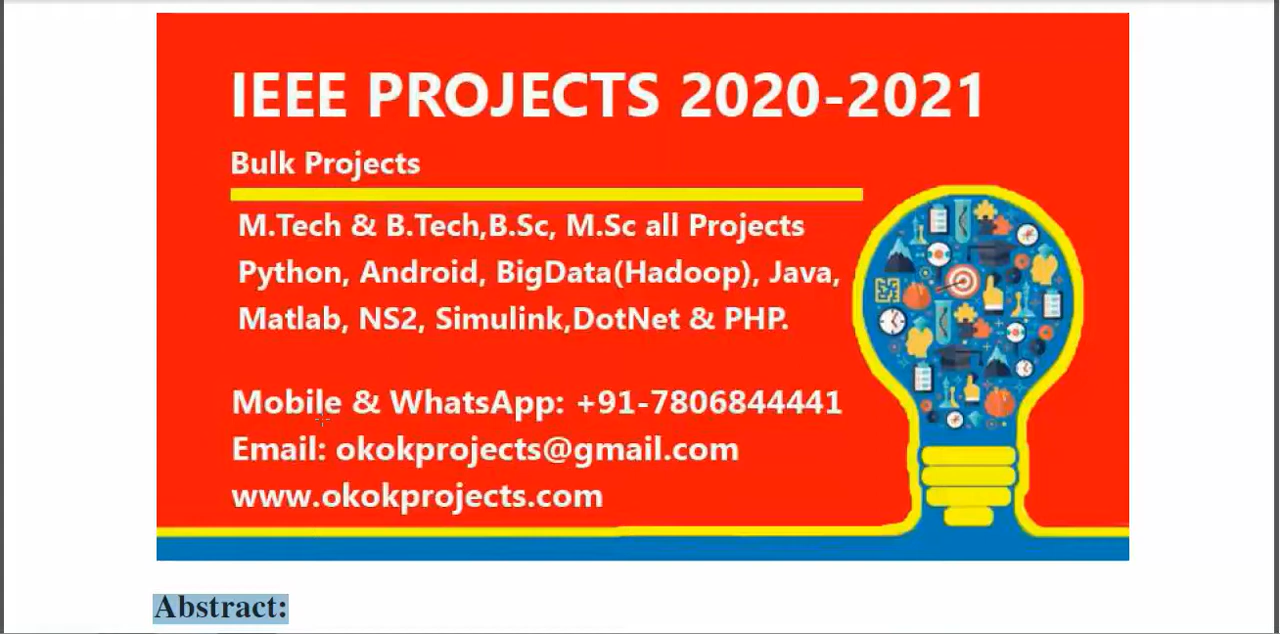 IEEE PROJECTS 2020-2021
Bulk Projects
M.Tech & B.Tech,B.Sc, M.Sc all Projects
Python, Android, BigData(Hadoop), Java,
Matlab, NS2, Simulink,DotNet & PHP.
Mobile & WhatsApp: +91-7806844441
Email: okokprojects@gmail.com
www.okokprojects.com
Abstract: